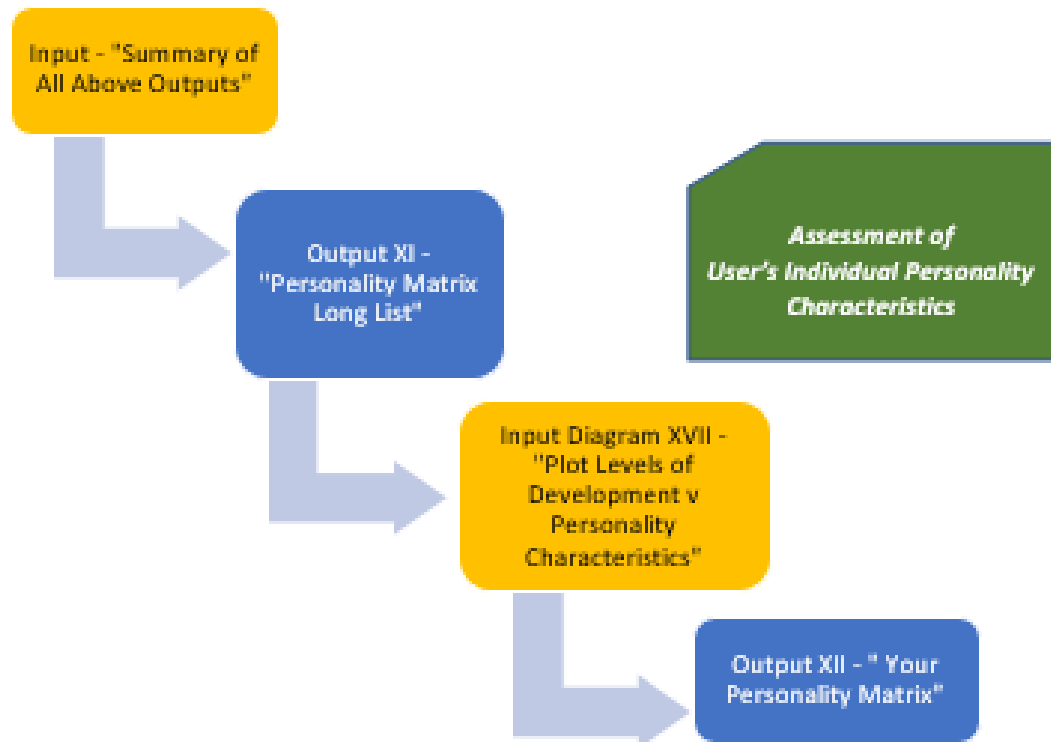 Input - "Summary of
All Above Outputs"
Output XI -
"Personality Matrix
Long List"
Assessment of
User's Individual Personality
Characteristics
Input Diagram XVII -
"Plot Levels of
Development v
Personality
Characteristics"
Output XII - " Your
Personality Matrix"